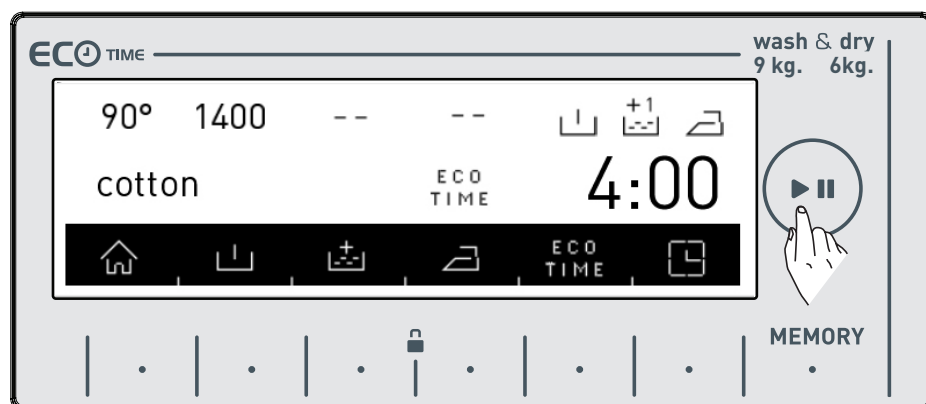 ECO TIME
wash & dry
9 kg. 6kg.
90° 1400 -- -- +1
cotton ECO TIME 4:00
ECO TIME
MEMORY